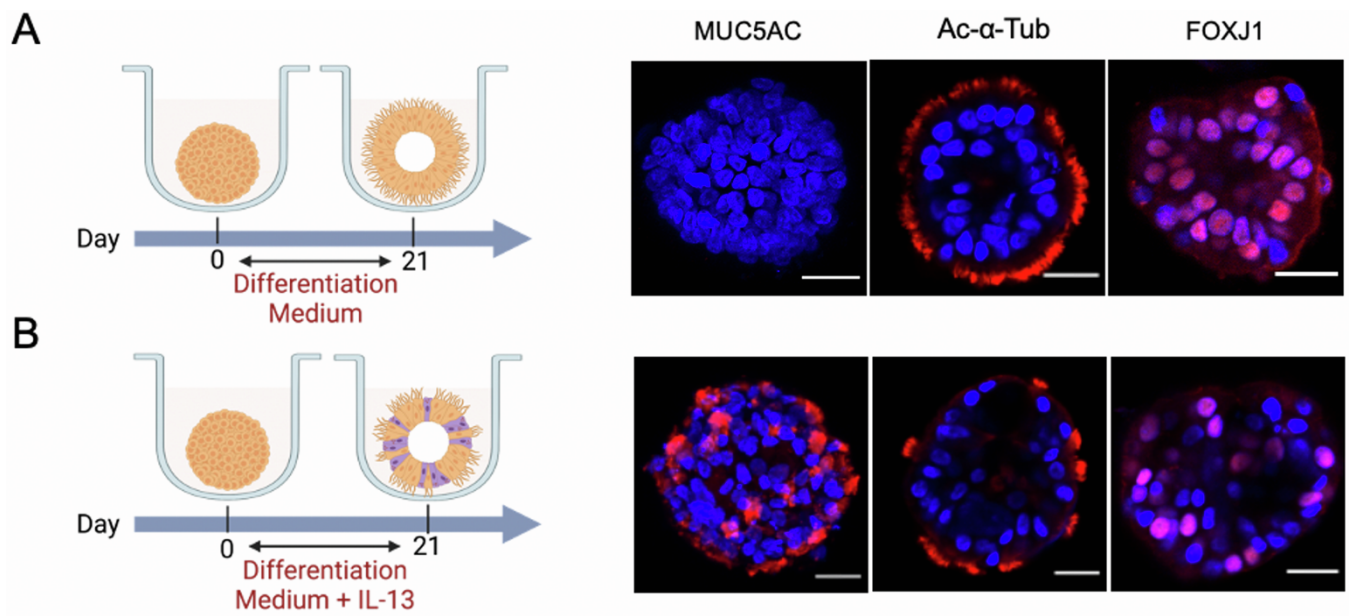 A
MUC5AC
Ac-α-Tub
FOXJ1
Day
0
21
Differentiation
Medium
B
Day
0
21
Differentiation
Medium + IL-13